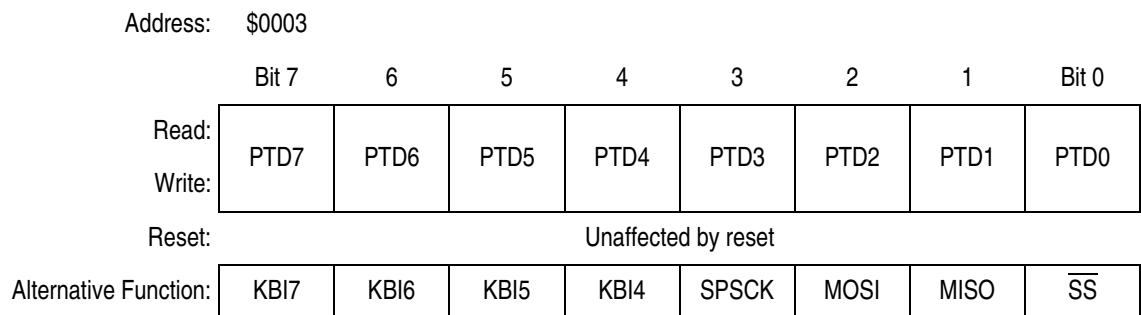 Address: $0003
Bit 7 6 5 4 3 2 1 Bit 0
Read:
PTD7 PTD6 PTD5 PTD4 PTD3 PTD2 PTD1 PTD0
Write:
Reset: Unaffected by reset
Alternative Function: KBI7 KBI6 KBI5 KBI4 SPSCK MOSI MISO S̅S̅